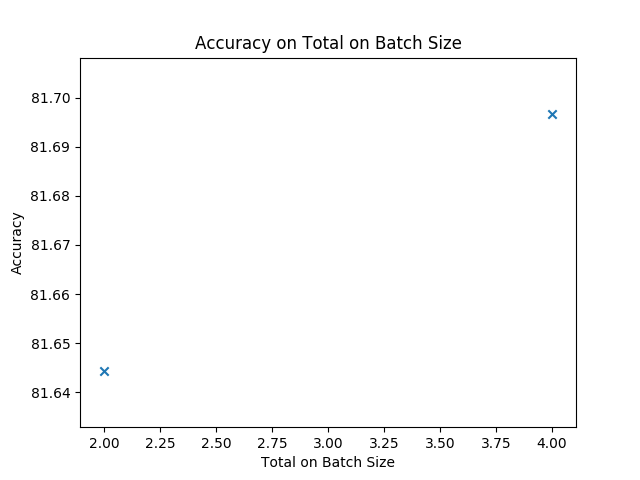 Accuracy on Total on Batch Size
81.70
81.69
81.68
81.67
81.66
81.65
81.64
Accuracy
2.00 2.25 2.50 2.75 3.00 3.25 3.50 3.75 4.00
Total on Batch Size